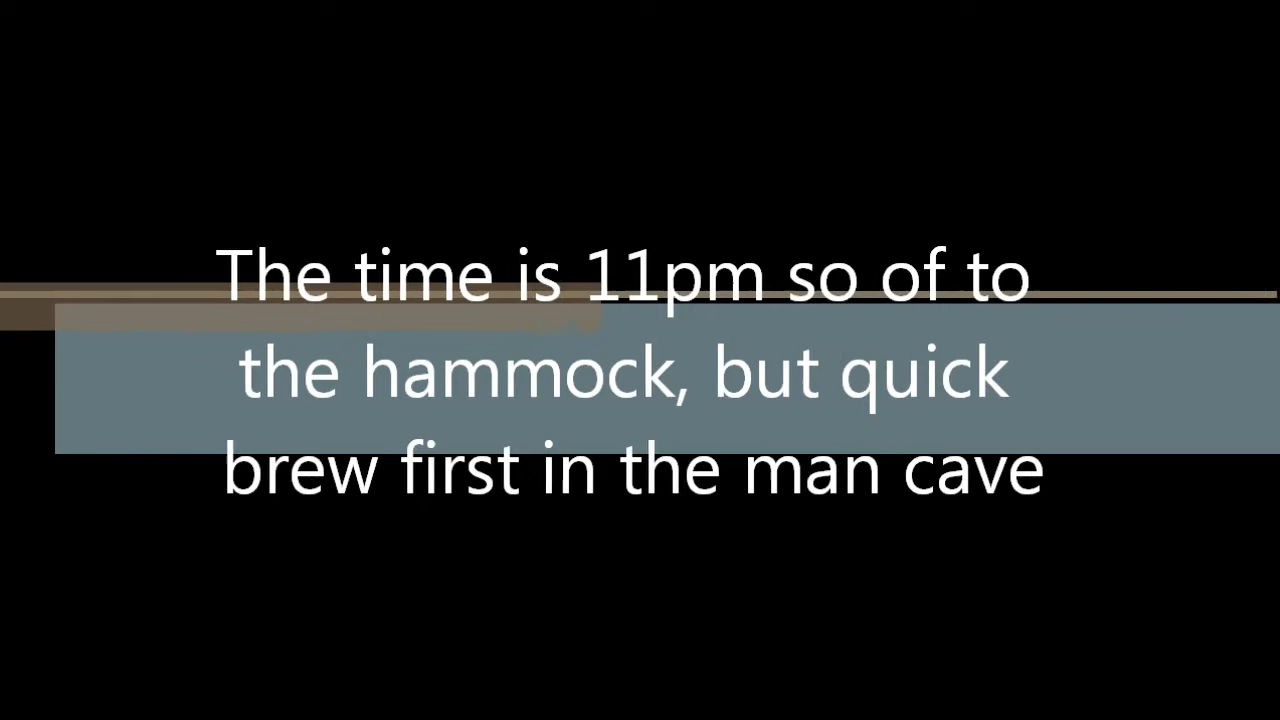 The time is 11pm so of to
the hammock, but quick
brew first in the man cave